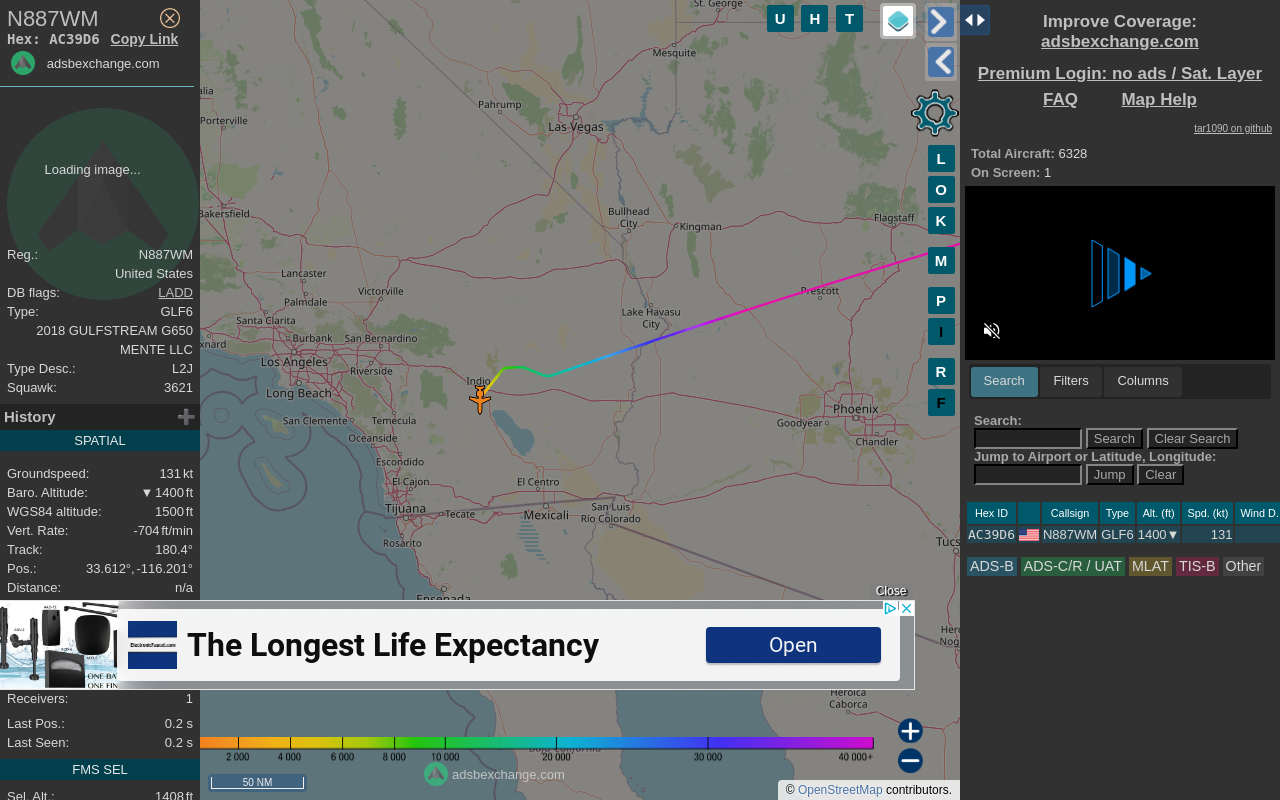 N887WM
Hex: AC39D6 Copy Link
adsbexchange.com
Loading image...
Reg.: N887WM
United States
DB flags: LADD
Type: GLF6
2018 GULFSTREAM G650
MENTE LLC
Type Desc.: L2J
Squawk: 3621
History
SPATIAL
Groundspeed: 131 kt
Baro. Altitude: ▼ 1400 ft
WGS84 altitude: 1500 ft
Vert. Rate: -704 ft/min
Track: 180.4°
Pos.: 33.612°, -116.201°
Distance: n/a
Receivers: 1
Last Pos.: 0.2 s
Last Seen: 0.2 s
FMS SEL
Sel. Alt.: 1408 ft
U H T
L
O
K
M
P
I
R
F
St. George
Mesquite
Pahrump
Las Vegas
Porterville
Bakersfield
Bullhead
City
Kingman
Flagstaff
Lancaster
Palmdale
Victorville
Prescott
Lake Havasu
City
Santa Clarita
Burbank
San Bernardino
Los Angeles
Riverside
Indio
Long Beach
San Clemente
Temecula
Oceanside
Phoenix
Goodyear
Chandler
Escondido
El Cajon
El Centro
Tijuana
Tecate
Mexicali
San Luis
Río Colorado
Rosarito
Ensenada
Heroica
Caborca
Close
ElectronicFaucet.com
The Longest Life Expectancy
Open
2 000 4 000 6 000 8 000 10 000 20 000 30 000 40 000+
adsbexchange.com
50 NM
© OpenStreetMap contributors.
Improve Coverage:
adsbexchange.com
Premium Login: no ads / Sat. Layer
FAQ Map Help
tar1090 on github
Total Aircraft: 6328
On Screen: 1
Search Filters Columns
Search:
Search Clear Search
Jump to Airport or Latitude, Longitude:
Jump Clear
Hex ID Callsign Type Alt. (ft) Spd. (kt) Wind D.
AC39D6 N887WM GLF6 1400▼ 131
ADS-B ADS-C/R / UAT MLAT TIS-B Other